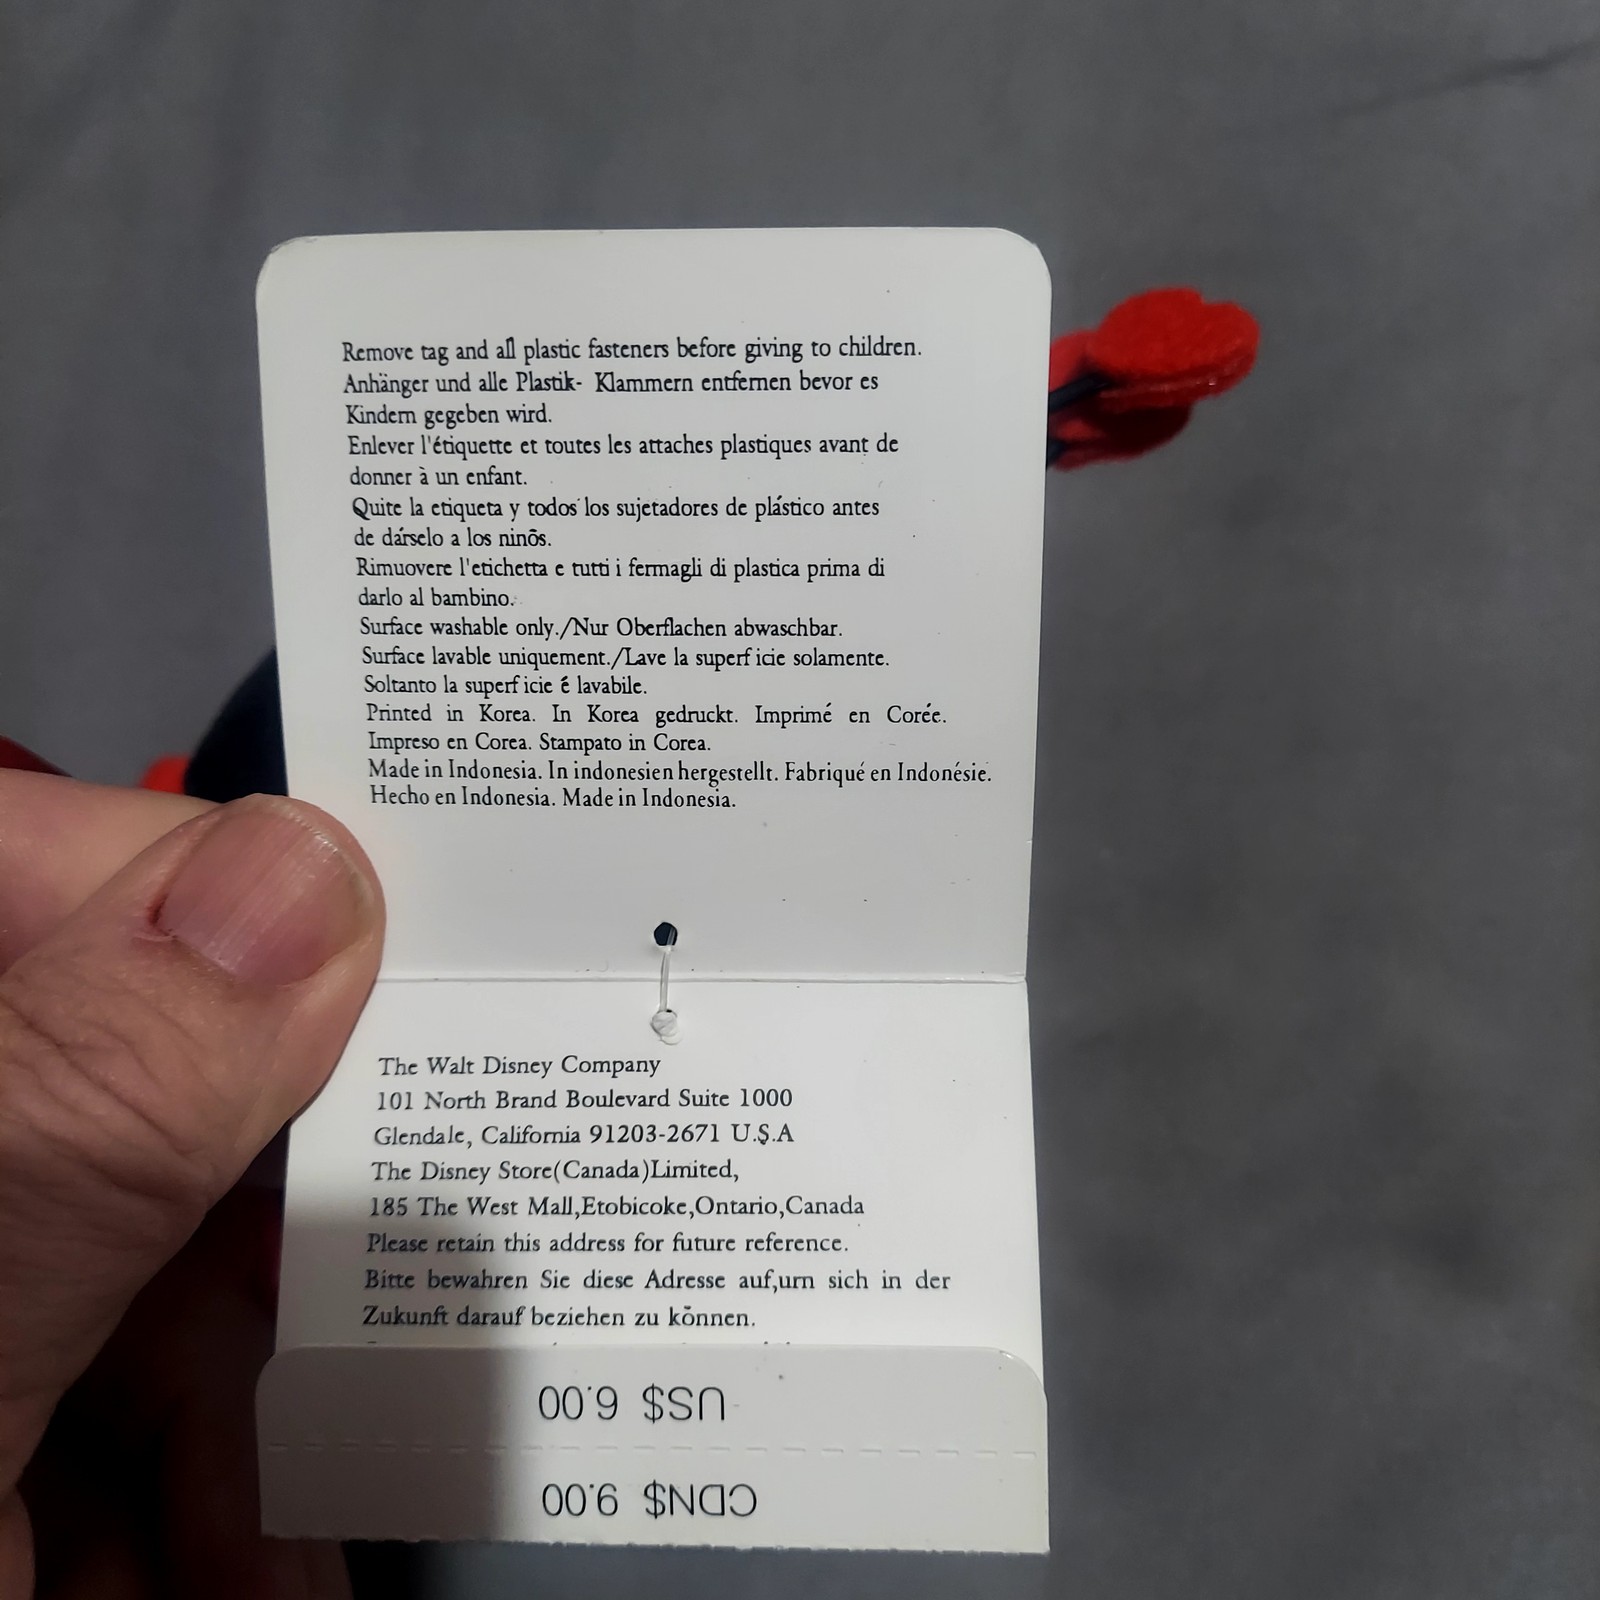 Remove tag and all plastic fasteners before giving to children.
Anhänger und alle Plastik- Klammern entfernen bevor es
Kindern gegeben wird.
Enlever l'étiquette et toutes les attaches plastiques avant de
donner à un enfant.
Quite la etiqueta y todos los sujetadores de plástico antes
de dárselo a los ninōs.
Rimuovere l'etichetta e tutti i fermagli di plastica prima di
darlo al bambino.
Surface washable only./Nur Oberflachen abwaschbar.
Surface lavable uniquement./Lave la superficie solamente.
Soltanto la superficie é lavabile.
Printed in Korea. In Korea gedruckt. Imprimé en Corée.
Impreso en Corea. Stampato in Corea.
Made in Indonesia. In indonesien hergestellt. Fabriqué en Indonésie.
Hecho en Indonesia. Made in Indonesia.
The Walt Disney Company
101 North Brand Boulevard Suite 1000
Glendale, California 91203-2671 U.S.A
The Disney Store(Canada)Limited,
185 The West Mall,Etobicoke,Ontario,Canada
Please retain this address for future reference.
Bitte bewahren Sie diese Adresse auf,urn sich in der
Zukunft darauf beziehen zu kōnnen.
US$ 6.00
CDN$ 9.00